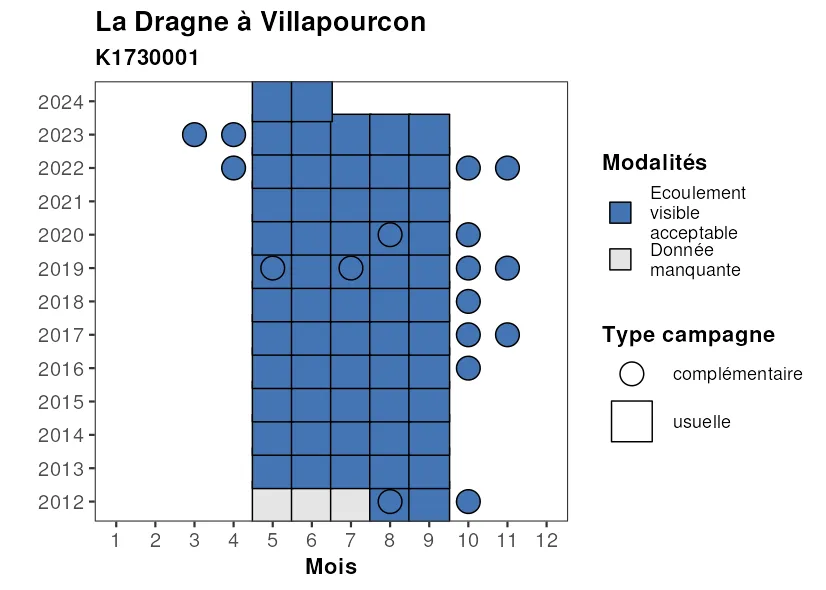 La Dragne à Villapourcon
K1730001
2024
2023
2022
2021
2020
2019
2018
2017
2016
2015
2014
2013
2012
1 2 3 4 5 6 7 8 9 10 11 12
Mois
Modalités
Ecoulement
visible
acceptable
Donnée
manquante
Type campagne
complémentaire
usuelle